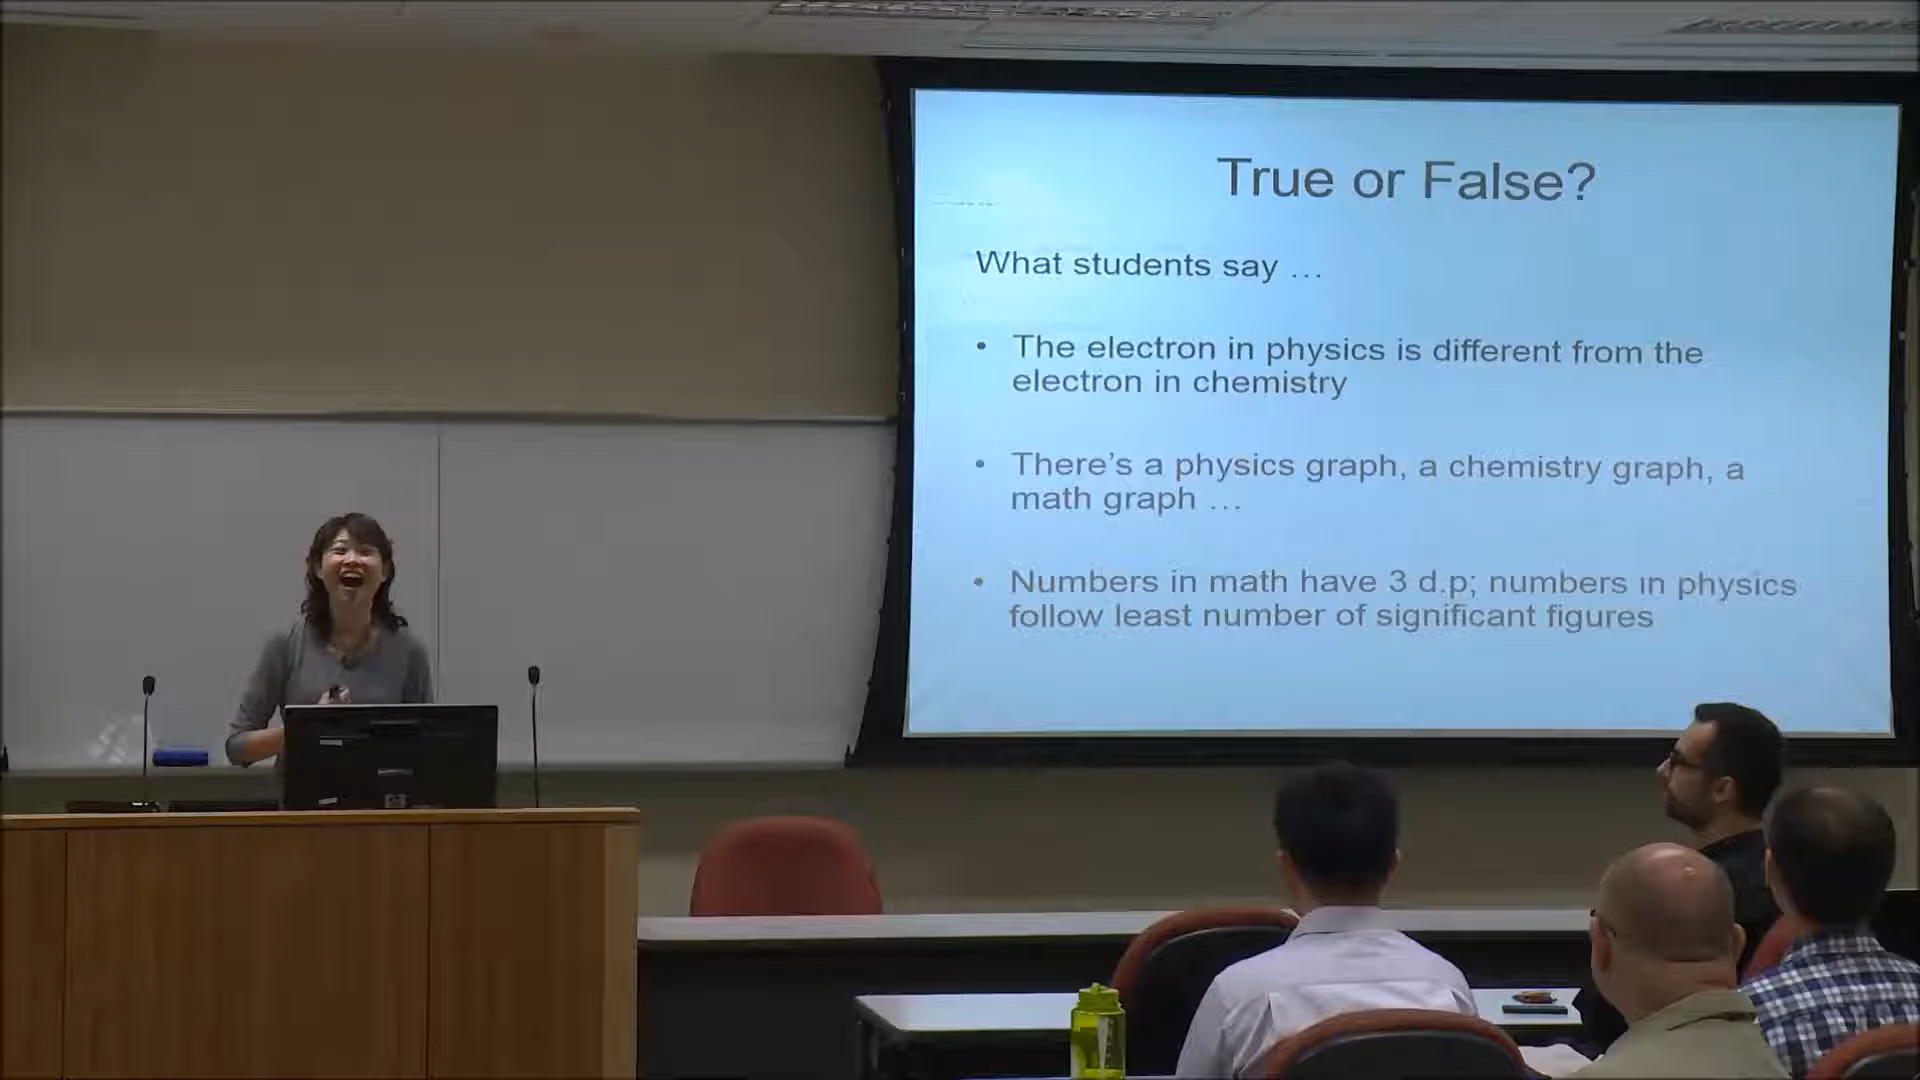 True or False?
What students say ...
• The electron in physics is different from the
electron in chemistry
• There's a physics graph, a chemistry graph, a
math graph ...
• Numbers in math have 3 d.p; numbers in physics
follow least number of significant figures